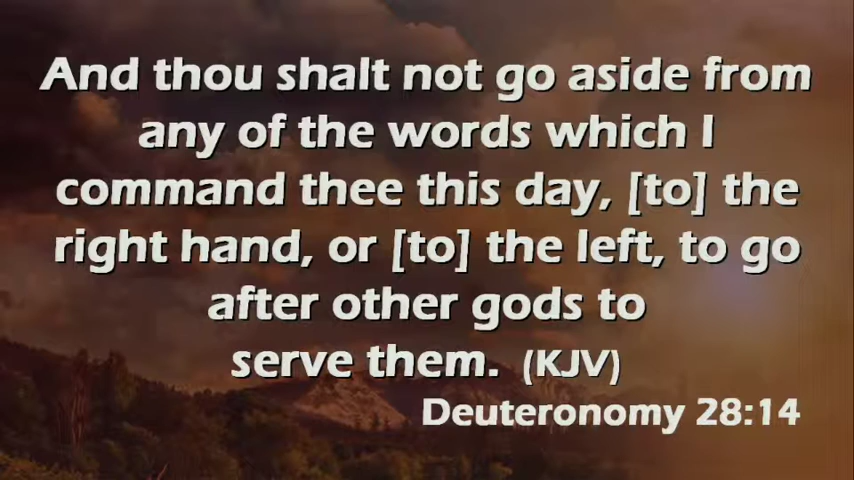 And thou shalt not go aside from
any of the words which I
command thee this day, [to] the
right hand, or [to] the left, to go
after other gods to
serve them. (KJV)
Deuteronomy 28:14